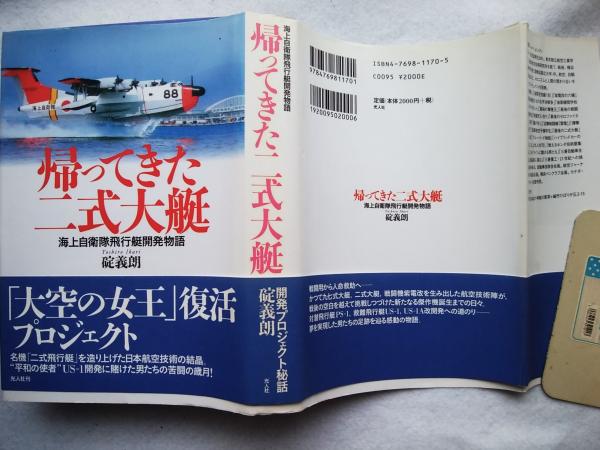 88
海上自衛隊
帰ってきた
二式大艇
海上自衛隊飛行艇開発物語
Yoshiro Ikari
碇義朗
「大空の女王」復活
プロジェクト
名機「二式飛行艇」を造り上げた日本航空技術の結晶。
“平和の使者”US-1開発に賭けた男たちの苦闘の歳月!
光人社刊
海上自衛隊飛行艇開発物語
帰ってきた二式大艇
開発プロジェクト秘話
碇義朗
光人社
9784769811701
1920095020006
ISBN4-7698-1170-5
C0095 ¥2000E
定価:本体2000円+税
光人社
帰ってきた二式大艇
海上自衛隊飛行艇開発物語
碇義朗
戦闘用から人命救助へ──
かつて九七式大艇、二式大艇、戦闘機紫電改を生み出した航空技術陣が、
戦後の空白を超えて挑戦しつづけた新たなる傑作機誕生までの日々。
対潜飛行艇PS-1、救難飛行艇US-1、US-1A改開発への道のり──
夢を実現した男たちの足跡を辿る感動の物語。